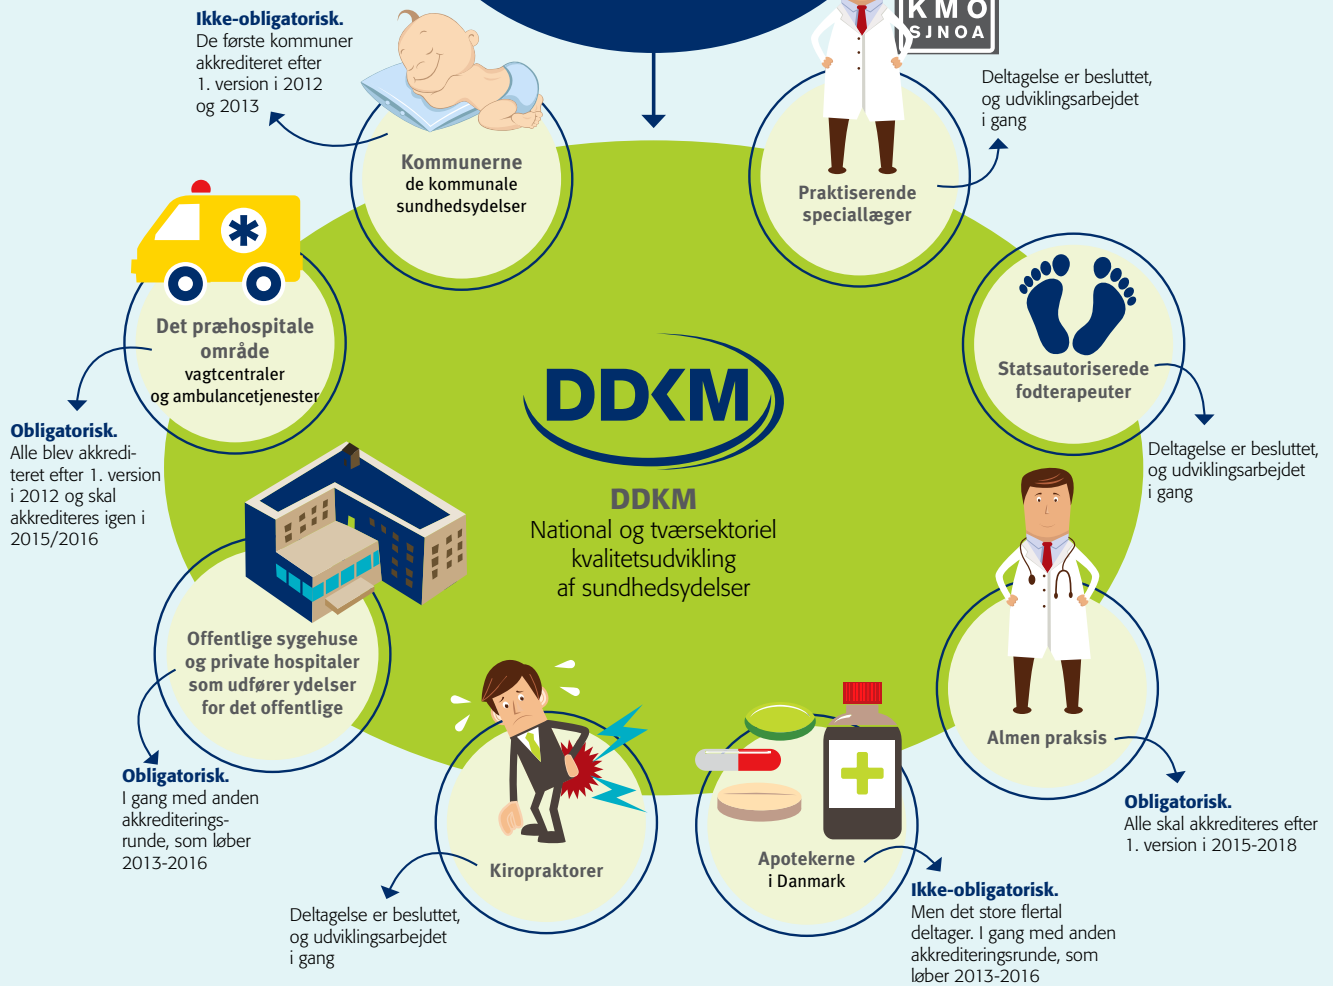 Ikke-obligatorisk.
De første kommuner
akkrediteret efter
1. version i 2012
og 2013
Kommunerne
de kommunale
sundhedsydelser
KMO
SJNOA
Praktiserende
speciallæger
Deltagelse er besluttet,
og udviklingsarbejdet
i gang
Det præhospitale
område
vagtcentraler
og ambulancetjenester
Obligatorisk.
Alle blev akkredi-
teret efter 1. version
i 2012 og skal
akkrediteres igen i
2015/2016
Statsautoriserede
fodterapeuter
Deltagelse er besluttet,
og udviklingsarbejdet
i gang
DDKM
DDKM
National og tværsektoriel
kvalitetsudvikling
af sundhedsydelser
Offentlige sygehuse
og private hospitaler
som udfører ydelser
for det offentlige
Obligatorisk.
I gang med anden
akkrediterings-
runde, som løber
2013-2016
Almen praksis
Obligatorisk.
Alle skal akkrediteres efter
1. version i 2015-2018
Kiropraktorer
Deltagelse er besluttet,
og udviklingsarbejdet
i gang
Apotekerne
i Danmark
Ikke-obligatorisk.
Men det store flertal
deltager. I gang med anden
akkrediteringsrunde, som
løber 2013-2016